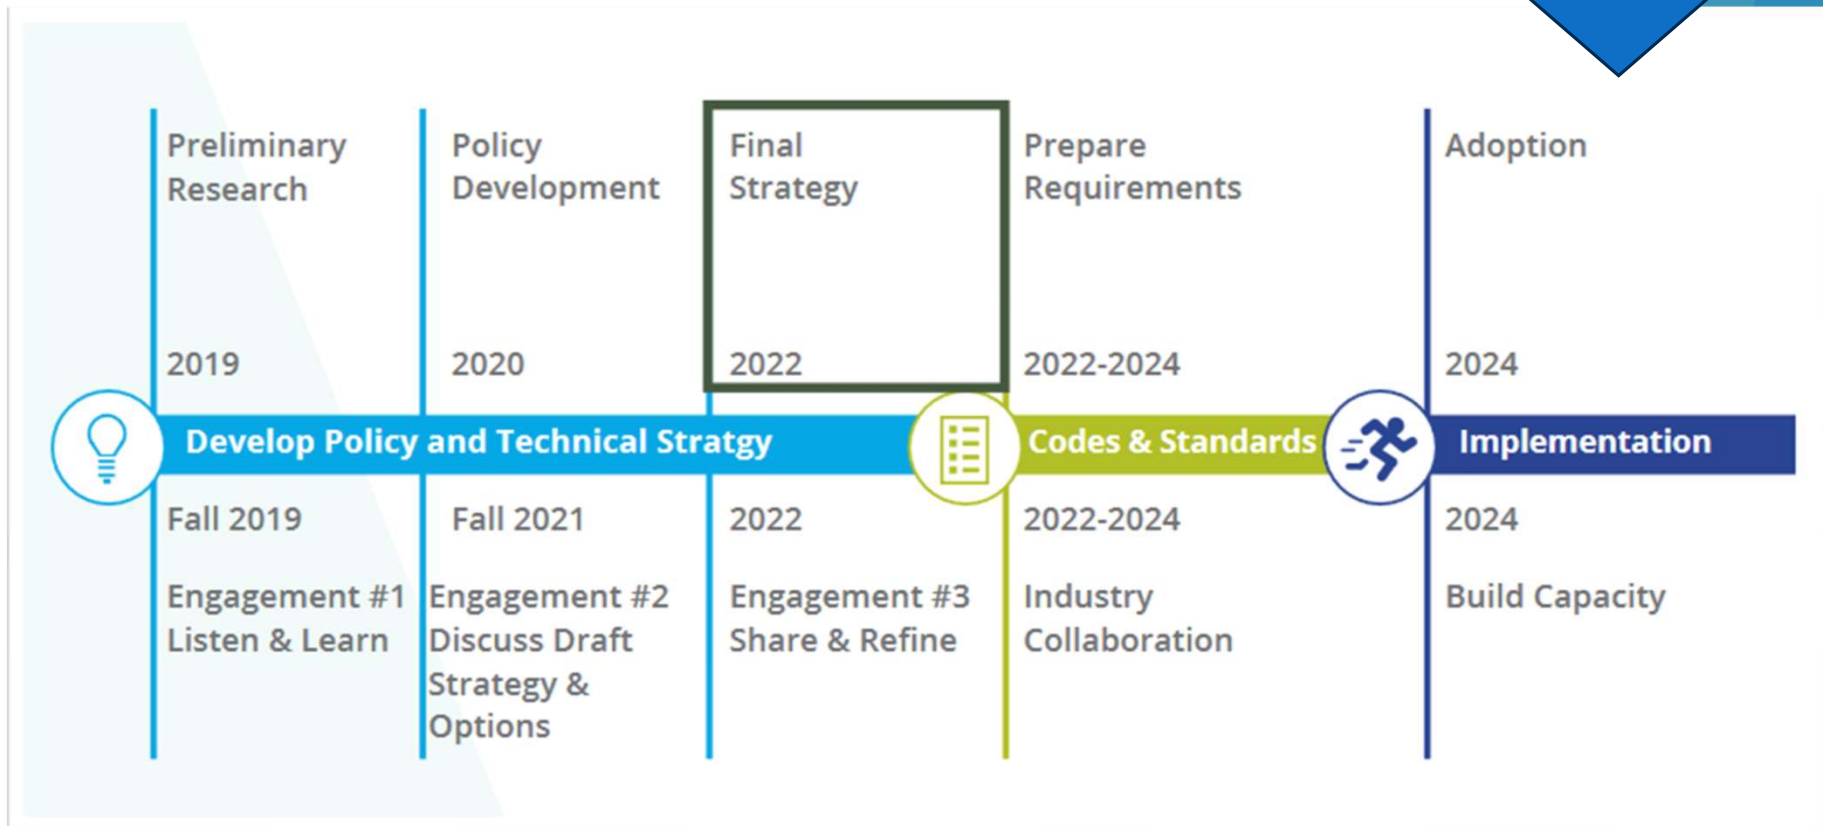 Preliminary
Research
Policy
Development
Final
Strategy
Prepare
Requirements
Adoption
2019
2020
2022
2022-2024
2024
Develop Policy and Technical Stratgy
Codes & Standards
Implementation
Fall 2019
Fall 2021
2022
2022-2024
2024
Engagement #1
Listen & Learn
Engagement #2
Discuss Draft
Strategy &
Options
Engagement #3
Share & Refine
Industry
Collaboration
Build Capacity